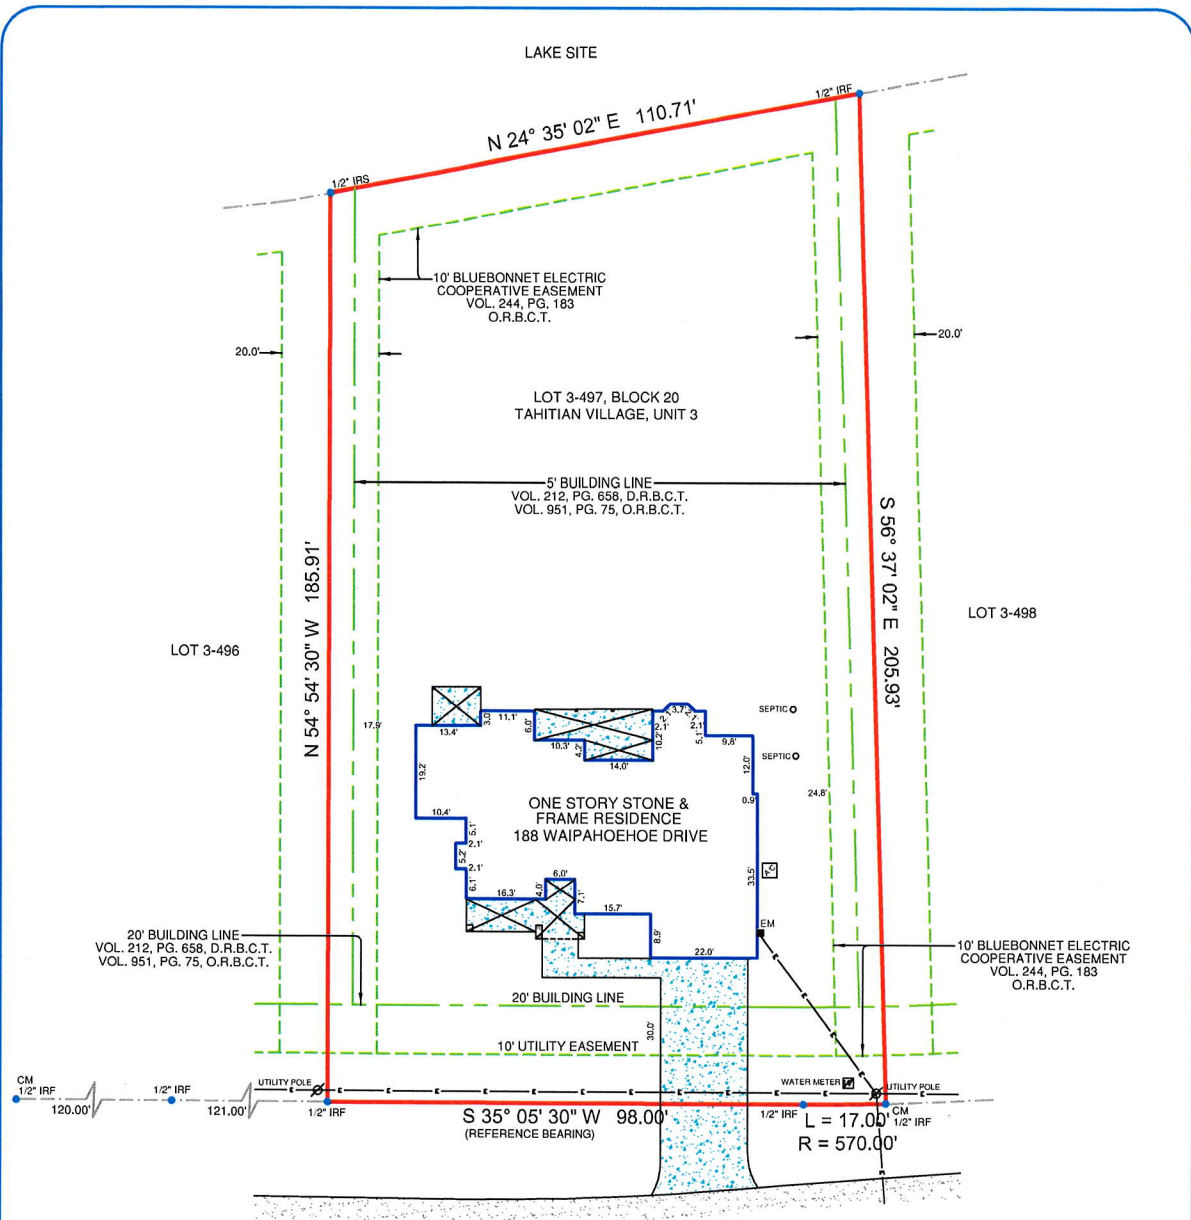 LAKE SITE
1/2" IRF
N 24° 35' 02" E 110.71'
1/2" IRS
10' BLUEBONNET ELECTRIC
COOPERATIVE EASEMENT
VOL. 244, PG. 183
O.R.B.C.T.
20.0'
20.0'
LOT 3-497, BLOCK 20
TAHITIAN VILLAGE, UNIT 3
5' BUILDING LINE
VOL. 212, PG. 658, D.R.B.C.T.
VOL. 951, PG. 75, O.R.B.C.T.
N 54° 54' 30" W 185.91'
S 56° 37' 02" E 205.93'
LOT 3-496
LOT 3-498
17.9'
13.4'
3.0'
11.1'
6.0'
10.3'
4.2'
14.0'
10.2'
2.1'
2.1'
3.7'
2.1'
2.1'
5.1'
9.8'
12.0'
0.9'
SEPTIC
SEPTIC
24.8'
19.2'
10.4'
5.1'
2.1'
5.2'
2.1'
6.1'
16.3'
4.0'
6.0'
7.1'
15.7'
8.9'
22.0'
33.5'
A.C
EM
ONE STORY STONE &
FRAME RESIDENCE
188 WAIPAHOEHOE DRIVE
20' BUILDING LINE
VOL. 212, PG. 658, D.R.B.C.T.
VOL. 951, PG. 75, O.R.B.C.T.
10' BLUEBONNET ELECTRIC
COOPERATIVE EASEMENT
VOL. 244, PG. 183
O.R.B.C.T.
20' BUILDING LINE
30.0'
10' UTILITY EASEMENT
CM
1/2" IRF
120.00'
1/2" IRF
121.00'
UTILITY POLE
E E E E E E E E
WATER METER
UTILITY POLE
1/2" IRF
S 35° 05' 30" W 98.00'
(REFERENCE BEARING)
1/2" IRF
L = 17.00'
R = 570.00'
CM
1/2" IRF